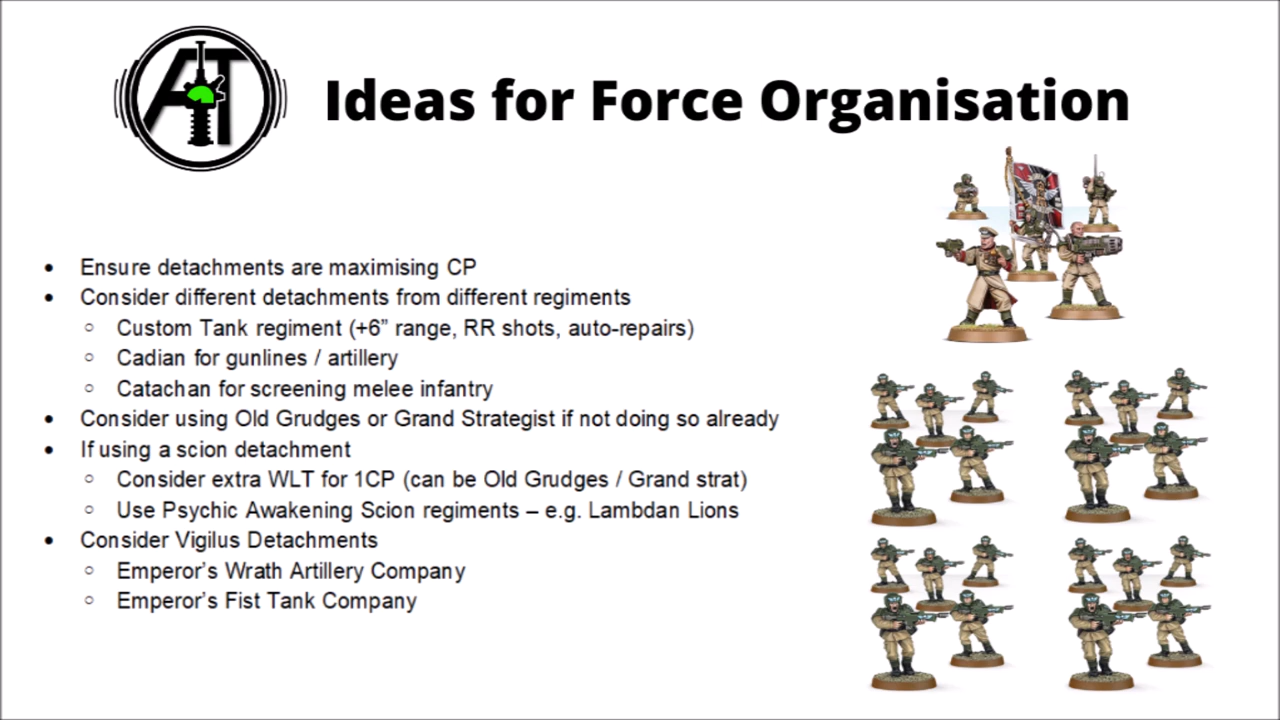 AT
Ideas for Force Organisation
• Ensure detachments are maximising CP
• Consider different detachments from different regiments
○ Custom Tank regiment (+6” range, RR shots, auto-repairs)
○ Cadian for gunlines / artillery
○ Catachan for screening melee infantry
• Consider using Old Grudges or Grand Strategist if not doing so already
• If using a scion detachment
○ Consider extra WLT for 1CP (can be Old Grudges / Grand strat)
○ Use Psychic Awakening Scion regiments – e.g. Lambdan Lions
• Consider Vigilus Detachments
○ Emperor’s Wrath Artillery Company
○ Emperor’s Fist Tank Company